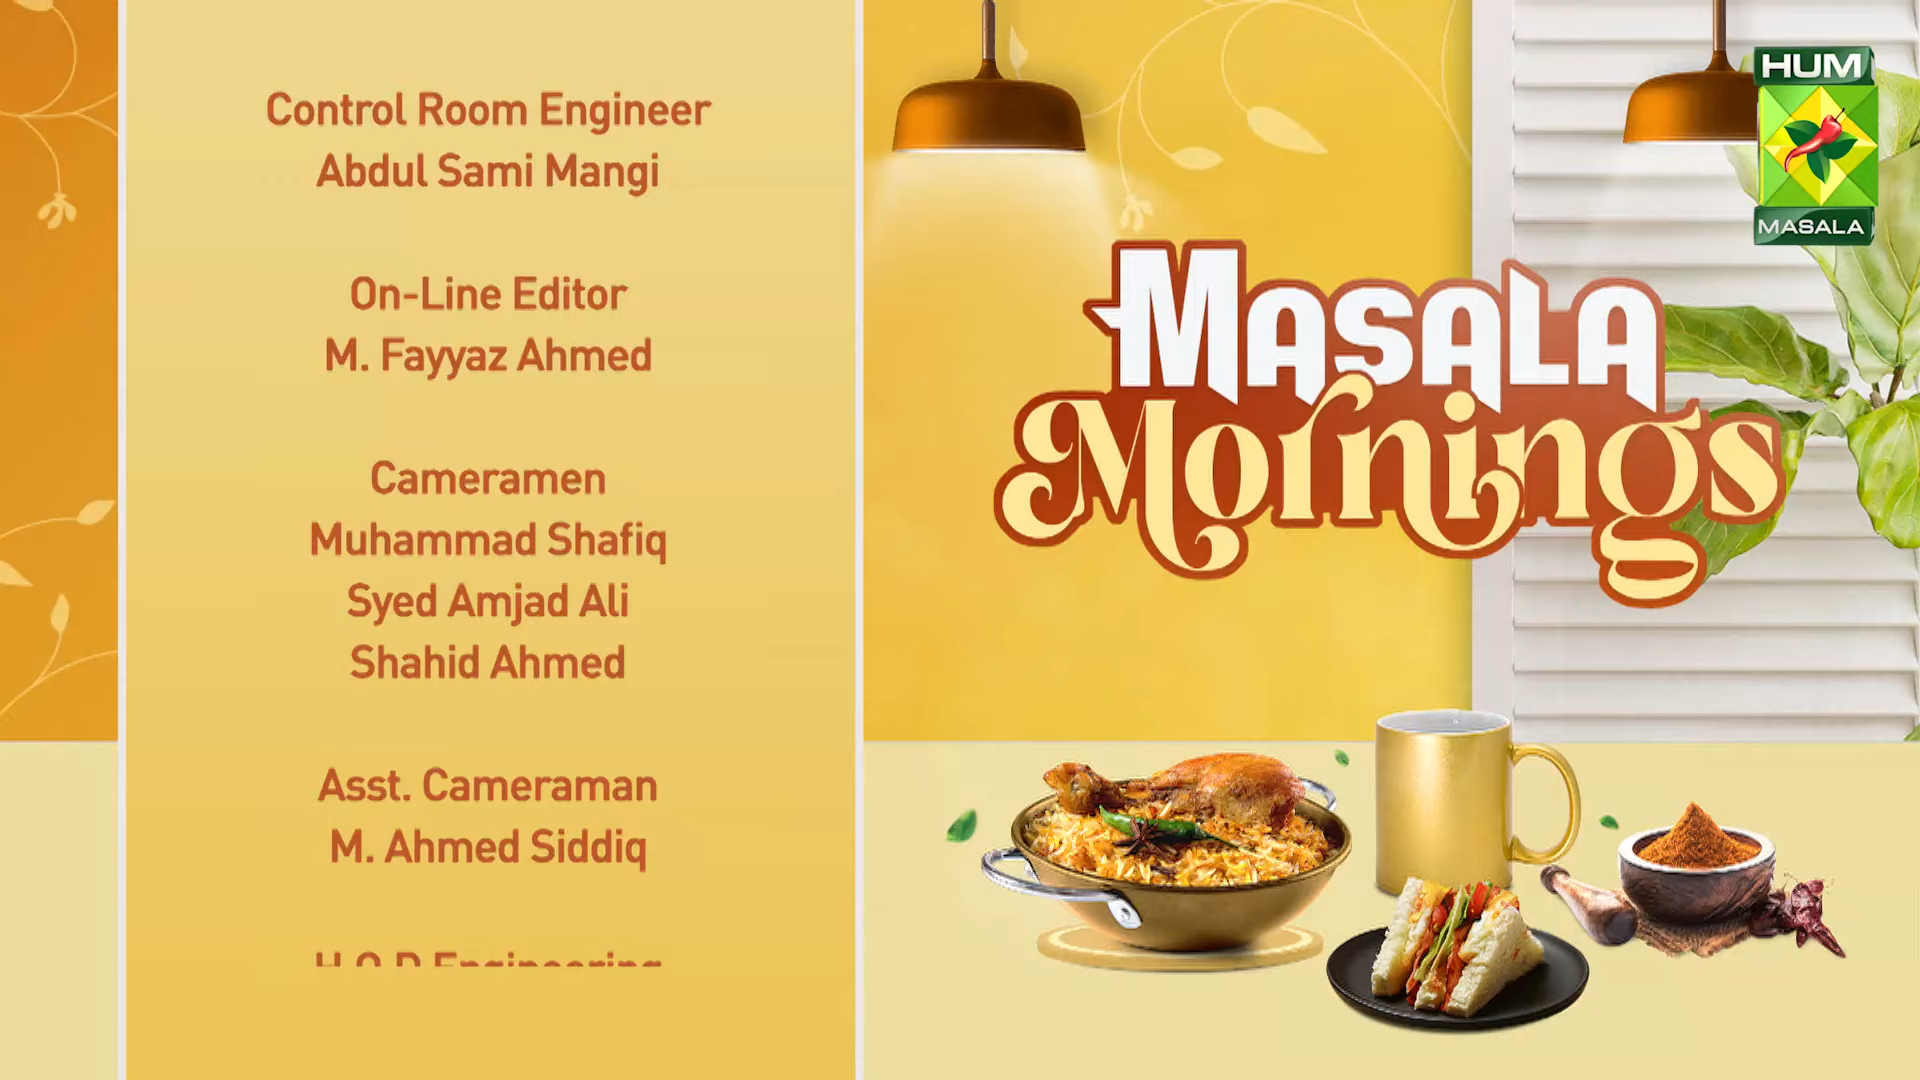 Control Room Engineer
Abdul Sami Mangi
On-Line Editor
M. Fayyaz Ahmed
Cameramen
Muhammad Shafiq
Syed Amjad Ali
Shahid Ahmed
Asst. Cameraman
M. Ahmed Siddiq
H.O.D Engineering
MASALA
Mornings
HUM
MASALA